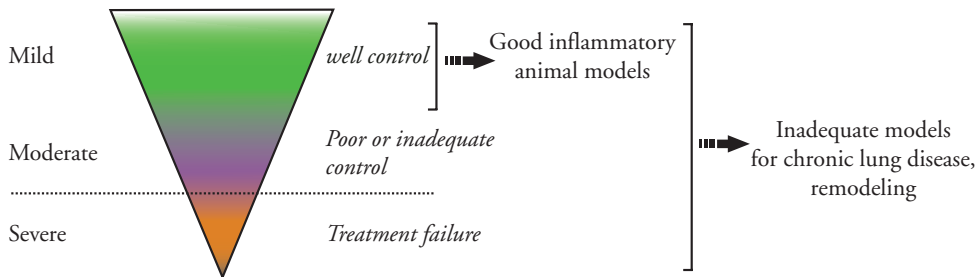 Mild
well control
Good inflammatory
animal models
Moderate
Poor or inadequate
control
Inadequate models
for chronic lung disease,
remodeling
Severe
Treatment failure